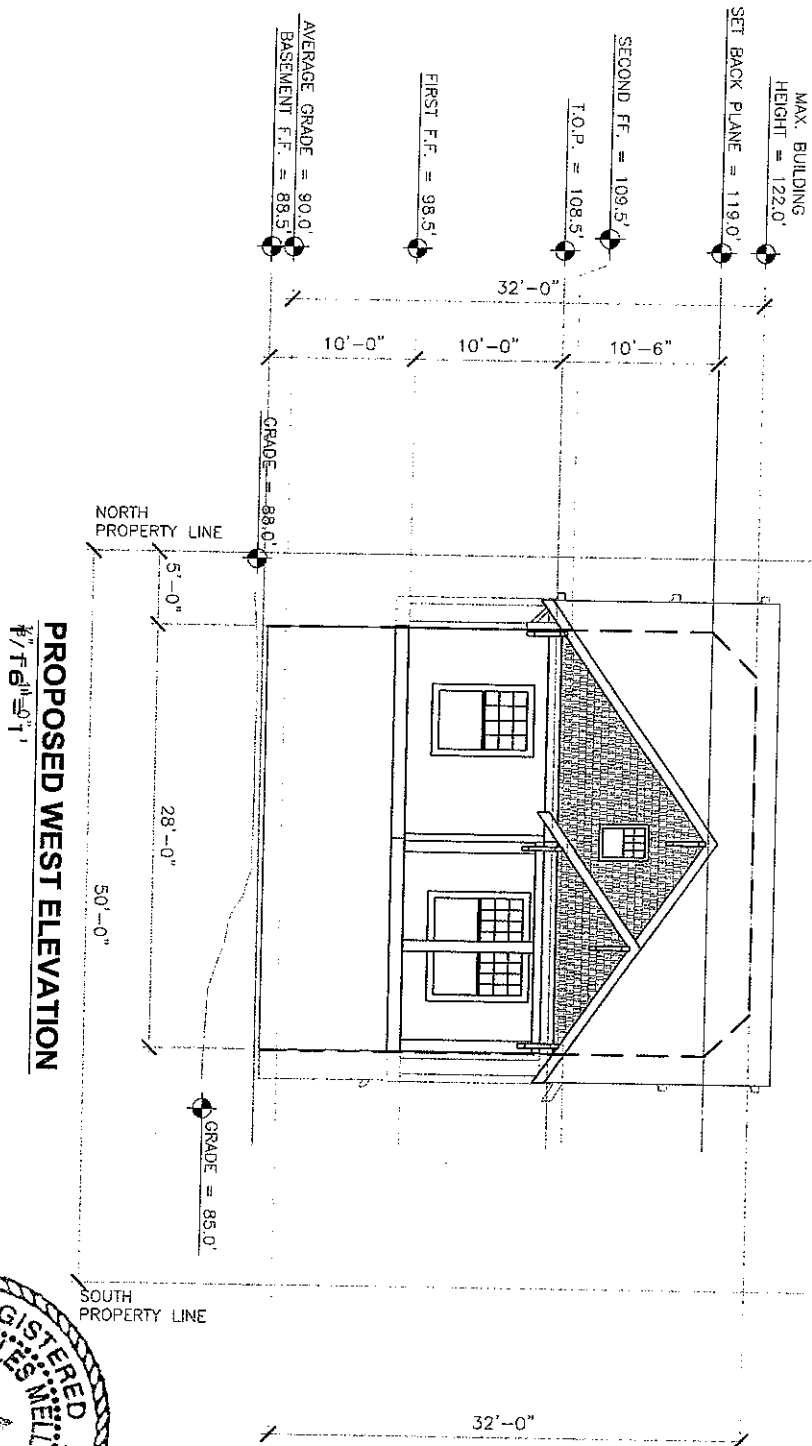 MAX. BUILDING
HEIGHT = 122.0'
SET BACK PLANE = 119.0'
SECOND FF. = 109.5'
T.O.P. = 108.5'
FIRST F.F. = 98.5'
AVERAGE GRADE = 90.0'
BASEMENT F.F. = 88.5'
32'-0"
10'-6"
10'-0"
10'-0"
GRADE = 88.0'
NORTH
PROPERTY LINE
5'-0"
28'-0"
50'-0"
GRADE = 85.0'
SOUTH
PROPERTY LINE
32'-0"
PROPOSED WEST ELEVATION
GISTERED
LES MELL